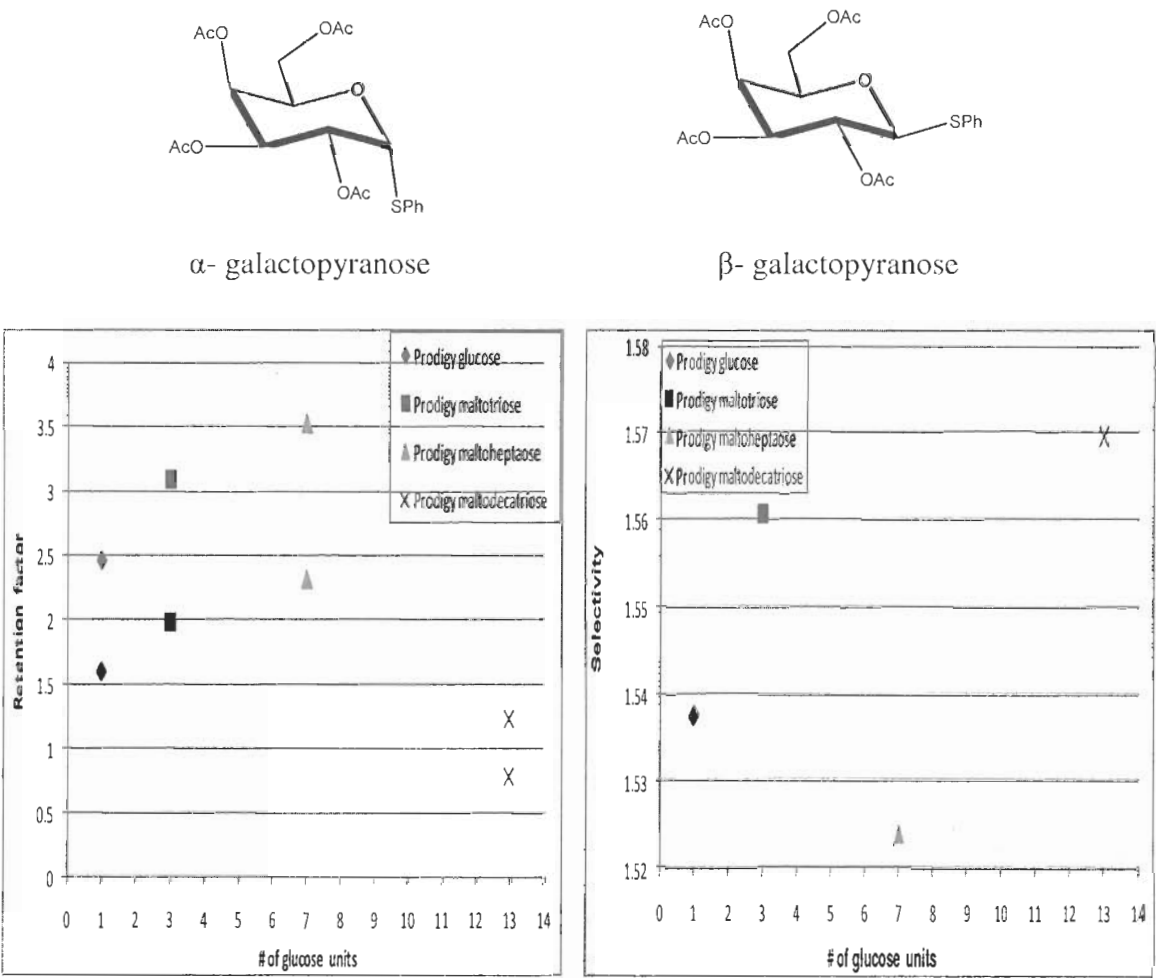 AcO
OAc
O
AcO
OAc
SPh
α- galactopyranose
AcO
OAc
O
AcO
SPh
OAc
β- galactopyranose
Prodigy glucose
Prodigy maltotriose
Prodigy maltoheptaose
Prodigy maltodecatriose
4
3.5
3
2.5
2
1.5
1
0.5
0
Retention factor
0 1 2 3 4 5 6 7 8 9 10 11 12 13 14
# of glucose units
Prodigy glucose
Prodigy maltotriose
Prodigy maltoheptaose
Prodigy maltodecatriose
1.58
1.57
1.56
1.55
1.54
1.53
1.52
Selectivity
0 1 2 3 4 5 6 7 8 9 10 11 12 13 14
# of glucose units